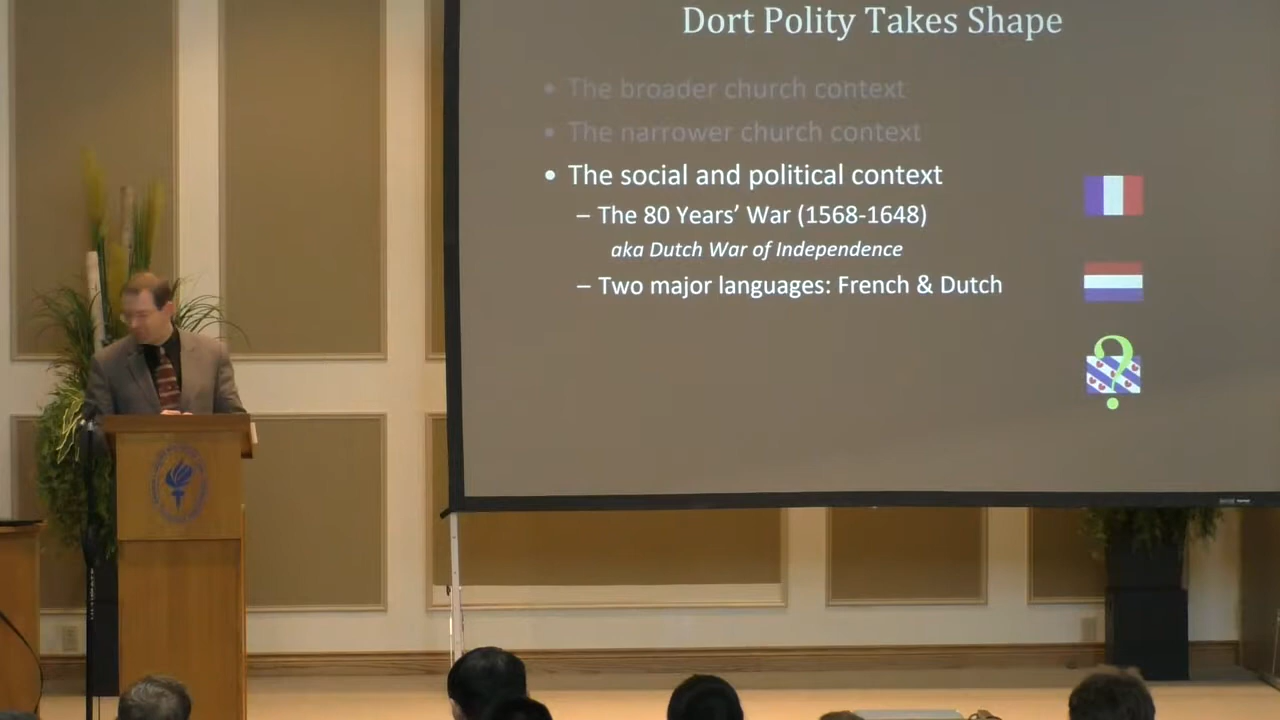 Dort Polity Takes Shape
• The broader church context
• The narrower church context
• The social and political context
– The 80 Years’ War (1568-1648)
aka Dutch War of Independence
– Two major languages: French & Dutch
?